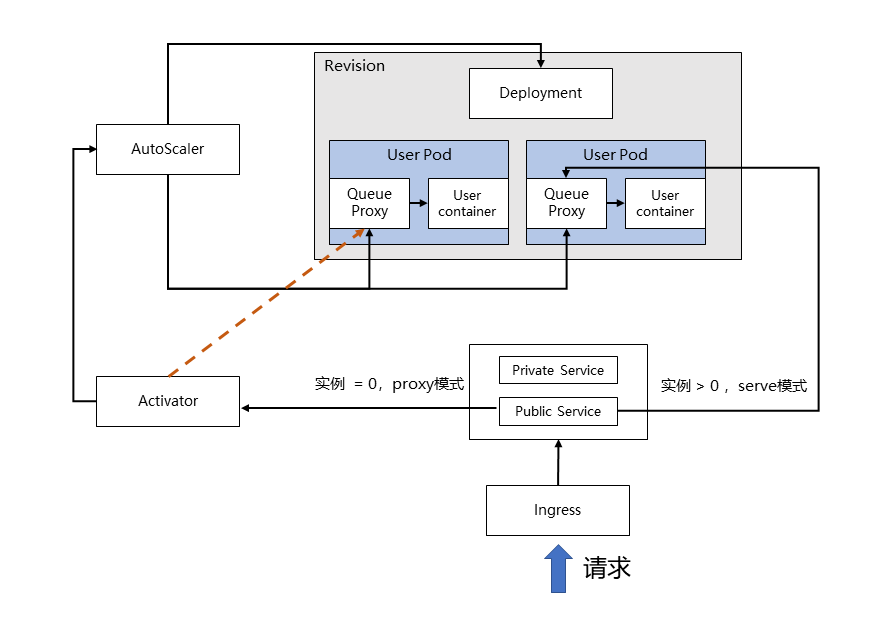 Revision
Deployment
AutoScaler
User Pod
User Pod
Queue
Proxy
User
container
Queue
Proxy
User
container
实例 = 0，proxy模式
Private Service
实例 > 0 ，serve模式
Activator
Public Service
Ingress
请求